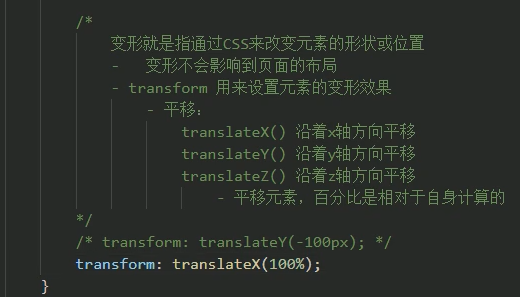 /*
变形就是指通过CSS来改变元素的形状或位置
- 变形不会影响到页面的布局
- transform 用来设置元素的变形效果
- 平移：
translateX() 沿着x轴方向平移
translateY() 沿着y轴方向平移
translateZ() 沿着z轴方向平移
- 平移元素，百分比是相对于自身计算的
*/
/* transform: translateY(-100px); */
transform: translateX(100%);
}